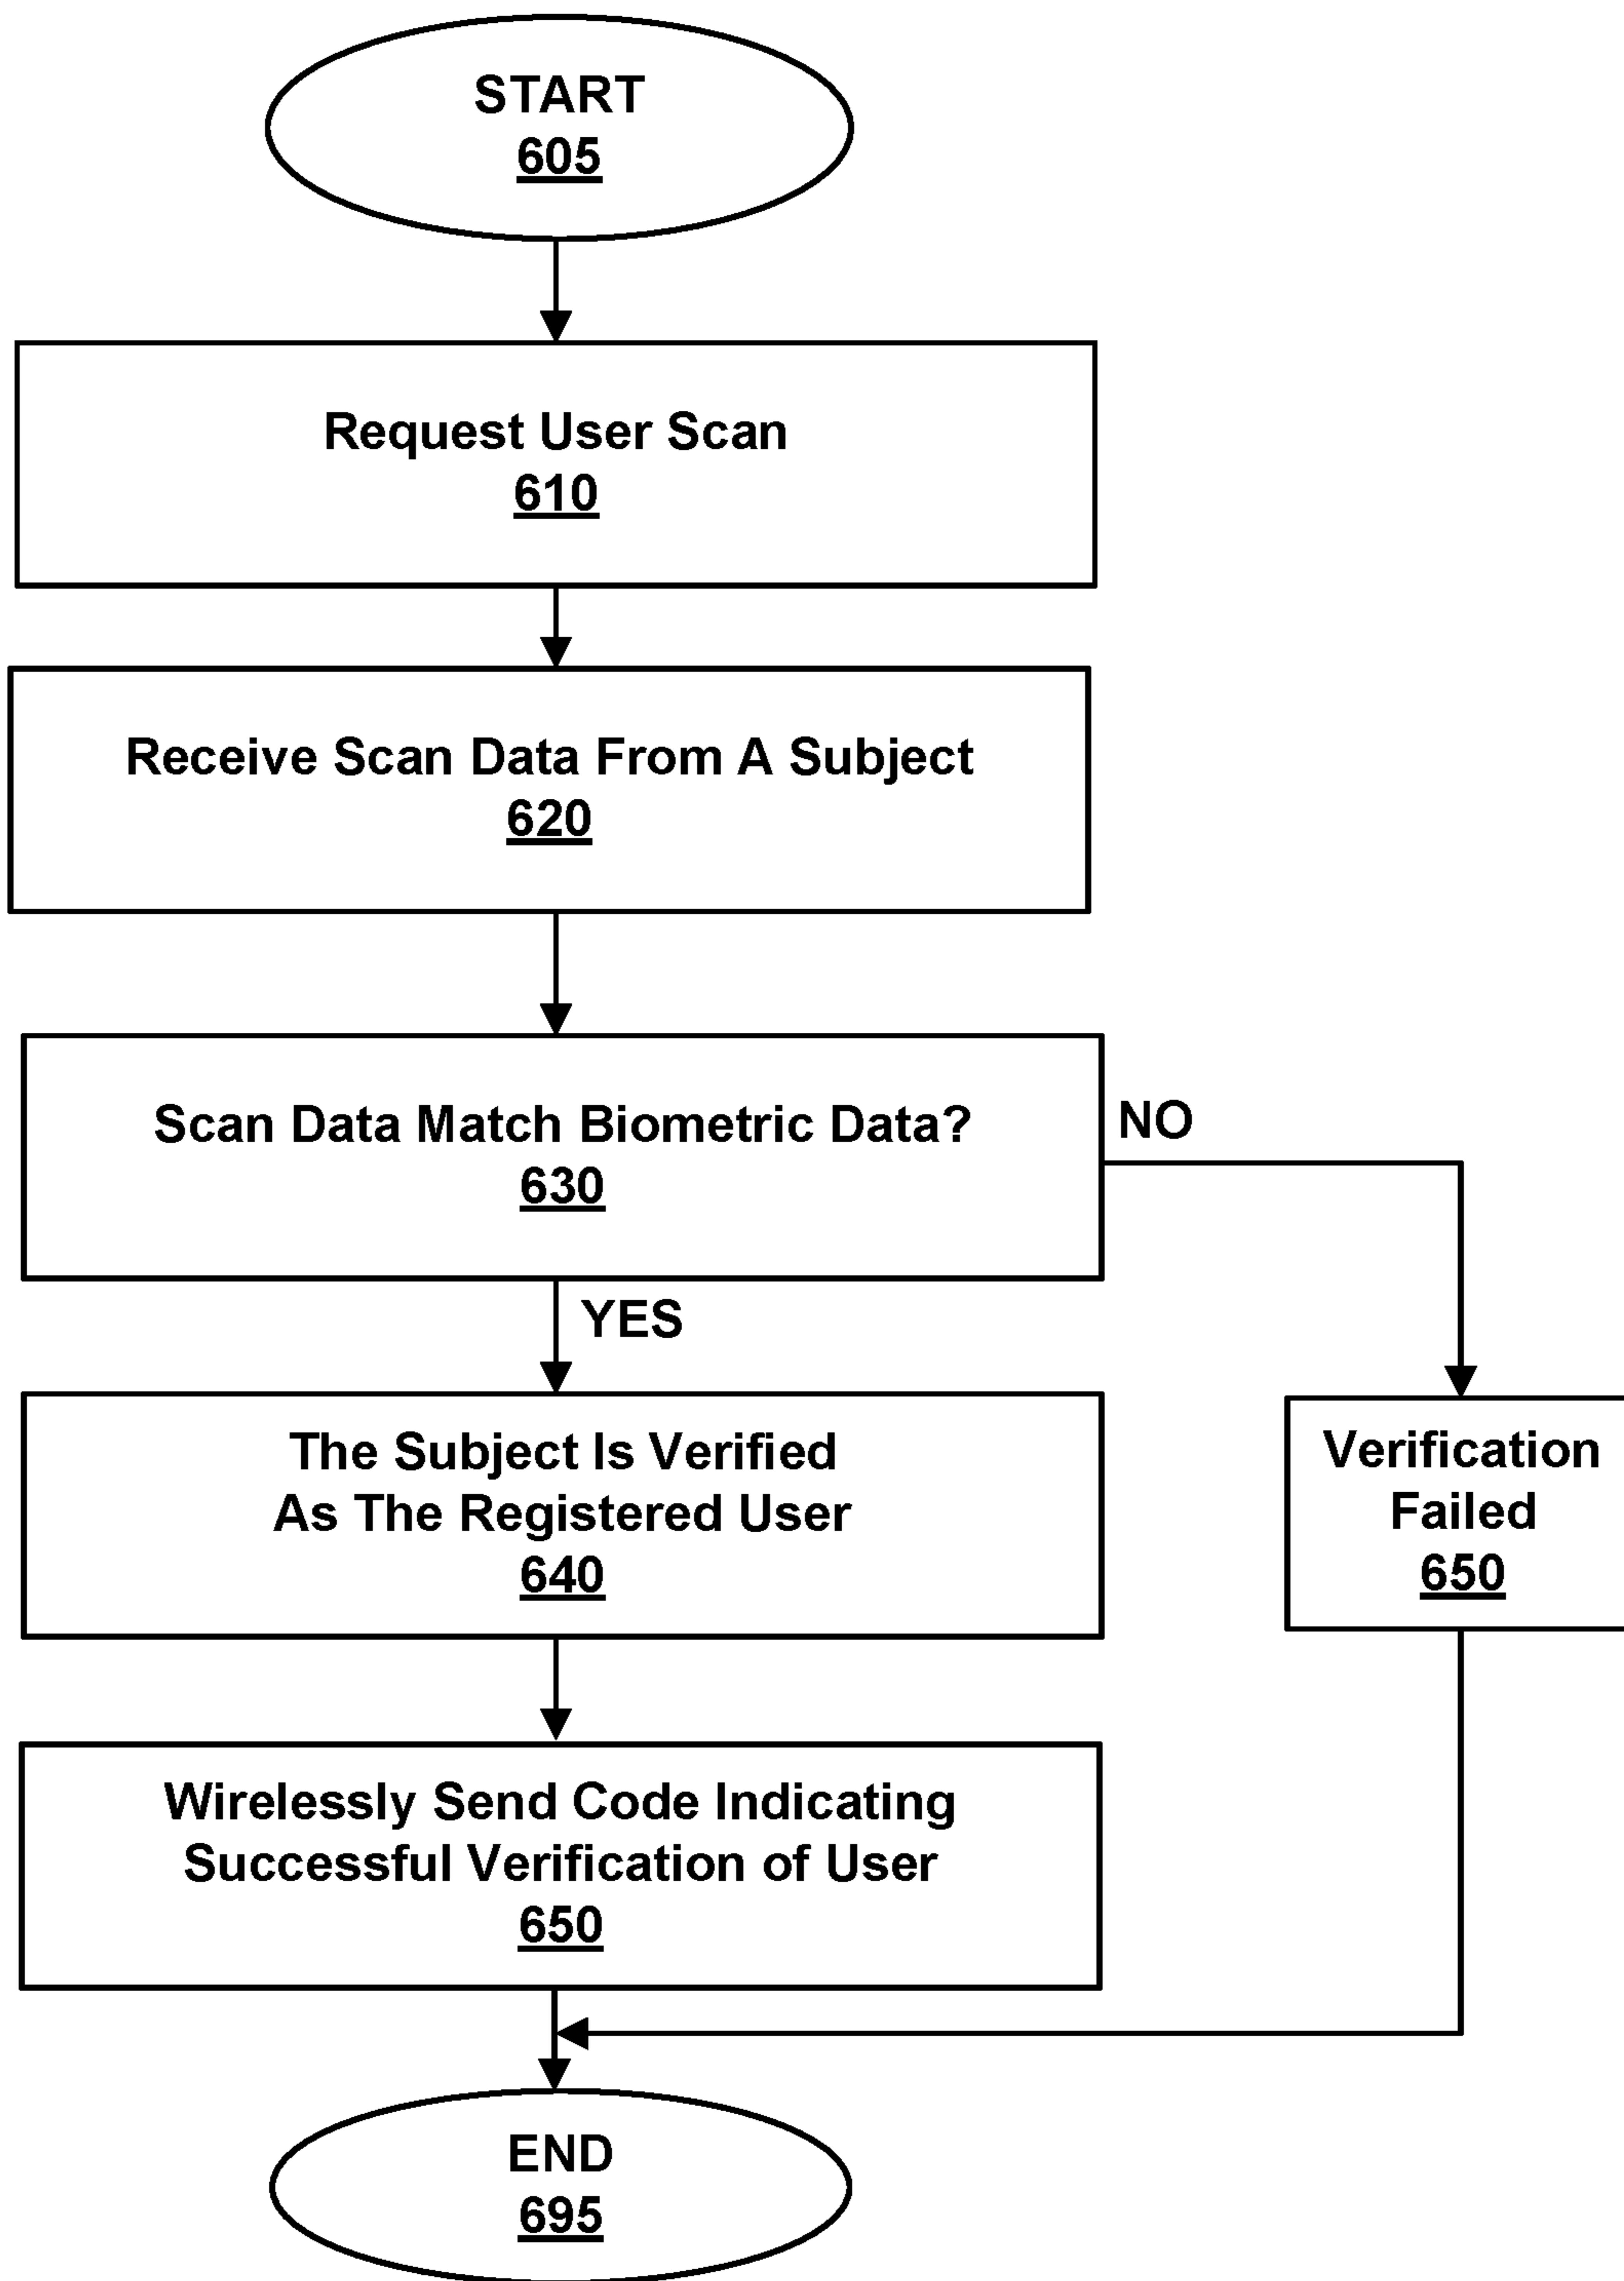 START
605
Request User Scan
610
Receive Scan Data From A Subject
620
Scan Data Match Biometric Data?
630
NO
YES
The Subject Is Verified
As The Registered User
640
Verification
Failed
650
Wirelessly Send Code Indicating
Successful Verification of User
650
END
695